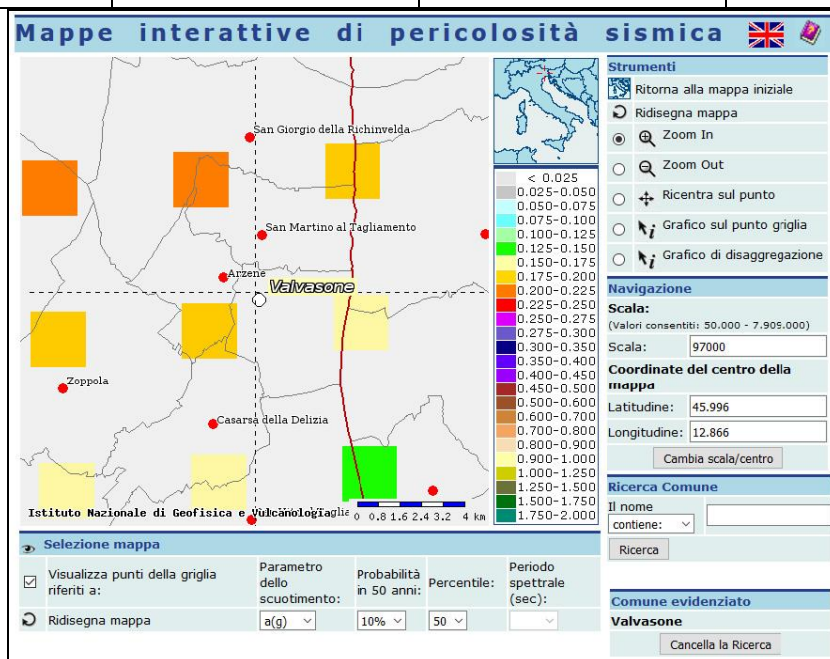 Mappe interattive di pericolosità sismica
San Giorgio della Richinvelda
San Martino al Tagliamento
Arzene
Valvasone
Zoppola
Casarsa della Delizia
Istituto Nazionale di Geofisica e Vulcanologia
0 0.8 1.6 2.4 3.2 4 km
< 0.025
0.025-0.050
0.050-0.075
0.075-0.100
0.100-0.125
0.125-0.150
0.150-0.175
0.175-0.200
0.200-0.225
0.225-0.250
0.250-0.275
0.275-0.300
0.300-0.350
0.350-0.400
0.400-0.450
0.450-0.500
0.500-0.600
0.600-0.700
0.700-0.800
0.800-0.900
0.900-1.000
1.000-1.250
1.250-1.500
1.500-1.750
1.750-2.000
Strumenti
Ritorna alla mappa iniziale
Ridisegna mappa
Zoom In
Zoom Out
Ricentra sul punto
Grafico sul punto griglia
Grafico di disaggregazione
Navigazione
Scala:
(Valori consentiti: 50.000 - 7.909.000)
Scala: 97000
Coordinate del centro della
mappa
Latitudine: 45.996
Longitudine: 12.866
Cambia scala/centro
Ricerca Comune
Il nome
contiene:
Ricerca
Comune evidenziato
Valvasone
Cancella la Ricerca
Selezione mappa
Visualizza punti della griglia
riferiti a:
Parametro
dello
scuotimento:
Probabilità
in 50 anni:
Percentile:
Periodo
spettrale
(sec):
Ridisegna mappa
a(g)
10%
50